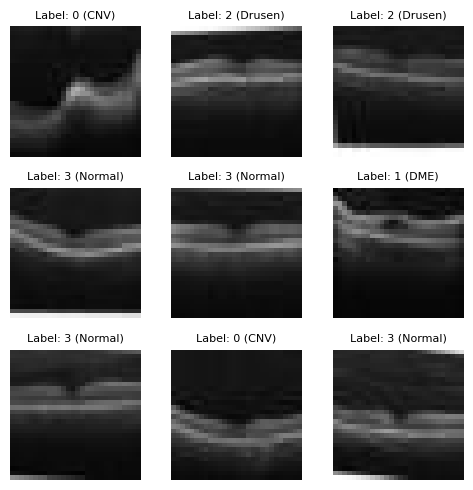 Label: 0 (CNV)
Label: 2 (Drusen)
Label: 2 (Drusen)
Label: 3 (Normal)
Label: 3 (Normal)
Label: 1 (DME)
Label: 3 (Normal)
Label: 0 (CNV)
Label: 3 (Normal)